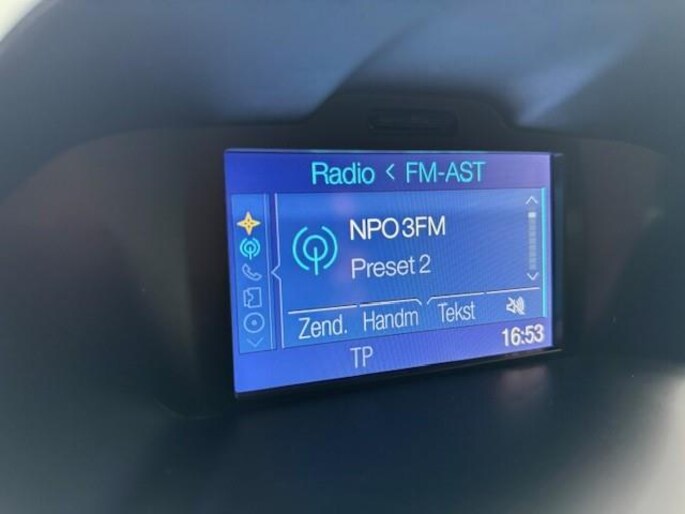 Radio < FM-AST
NPO 3FM
Preset 2
Zend. Handm Tekst
16:53
TP